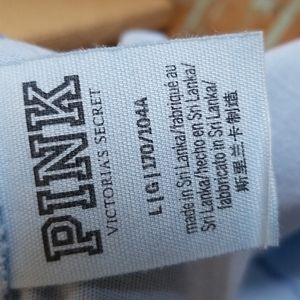 PINK
VICTORIA'S SECRET
L|G|170/104A
made in Sri Lanka/fabriqué au
Sri Lanka/hecho en Sri Lanka/
fabbricato in Sri Lanka/
斯里兰卡制造